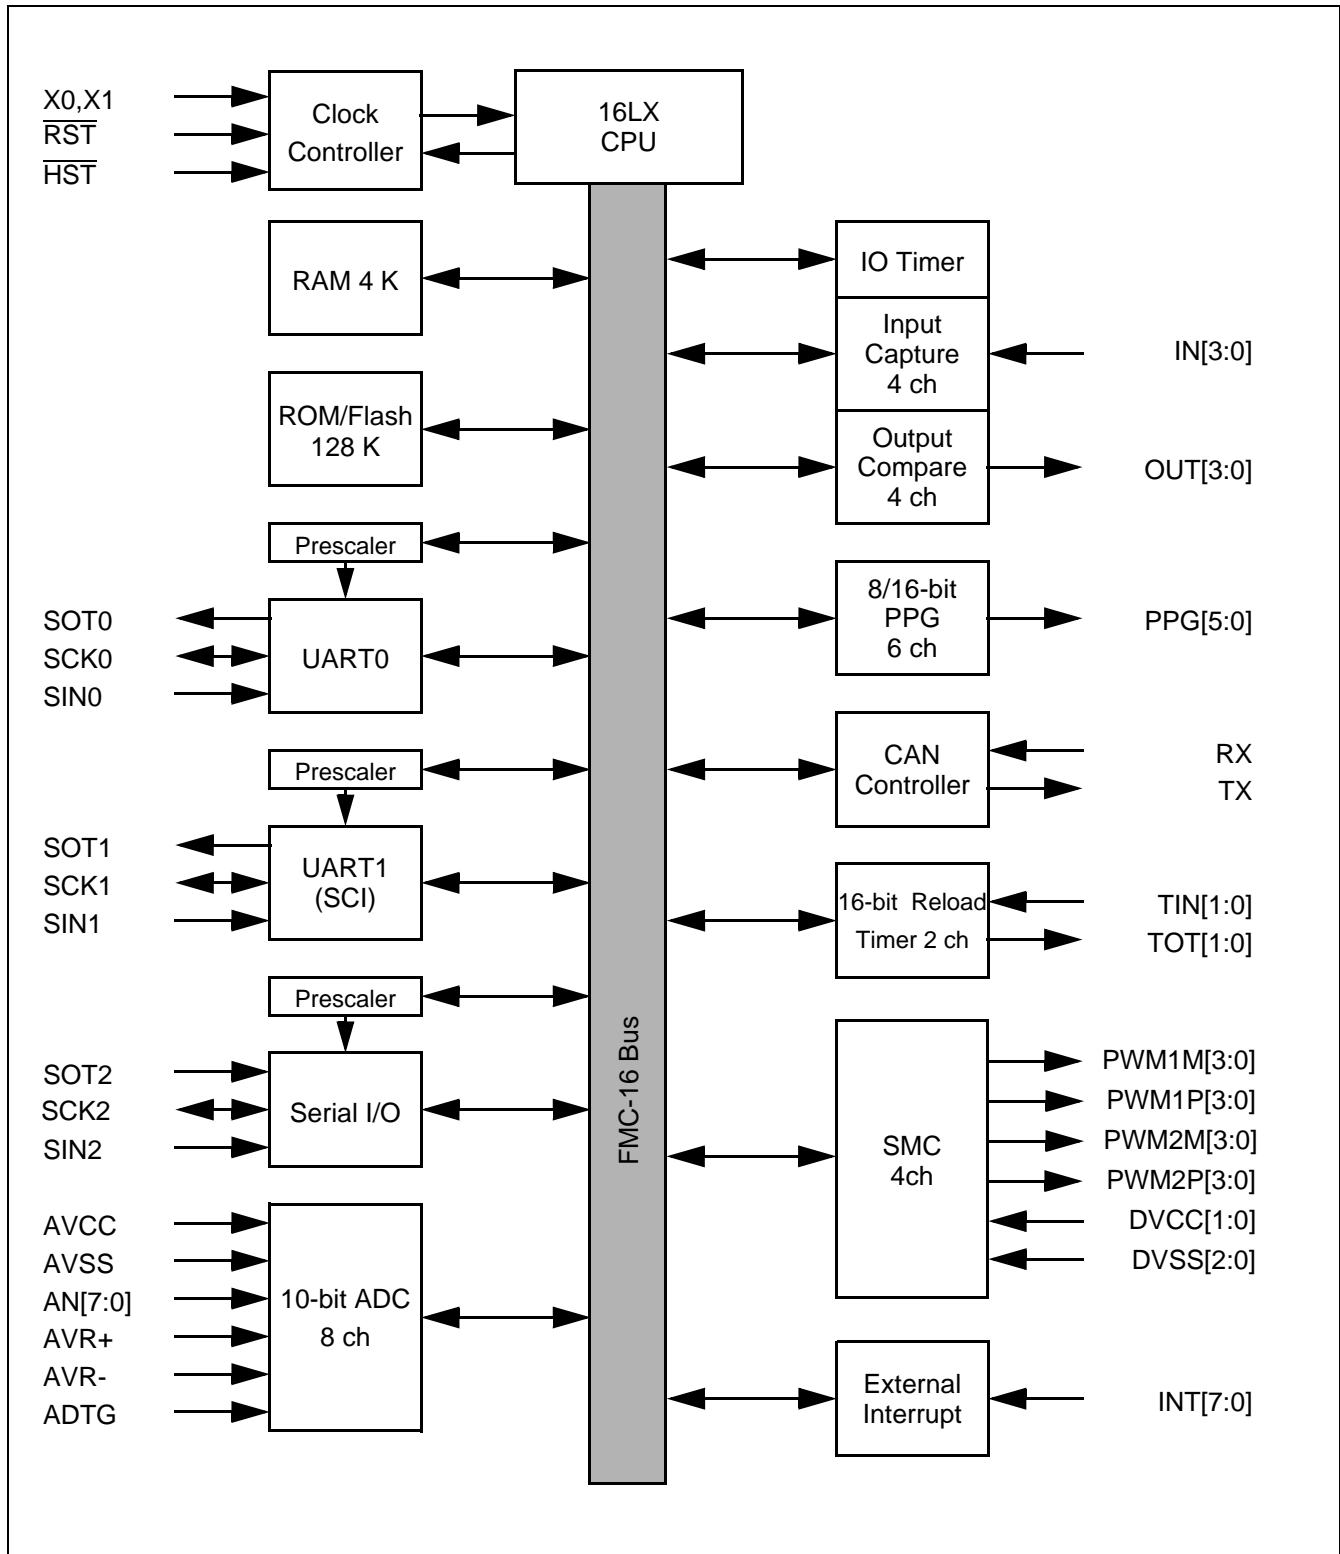 X0,X1
RST
HST
Clock
Controller
16LX
CPU
RAM 4 K
ROM/Flash
128 K
Prescaler
SOT0
SCK0
SIN0
UART0
Prescaler
SOT1
SCK1
SIN1
UART1
(SCI)
Prescaler
SOT2
SCK2
SIN2
Serial I/O
AVCC
AVSS
AN[7:0]
AVR+
AVR-
ADTG
10-bit ADC
8 ch
FMC-16 Bus
IO Timer
Input
Capture
4 ch
IN[3:0]
Output
Compare
4 ch
OUT[3:0]
8/16-bit
PPG
6 ch
PPG[5:0]
CAN
Controller
RX
TX
16-bit Reload
Timer 2 ch
TIN[1:0]
TOT[1:0]
SMC
4ch
PWM1M[3:0]
PWM1P[3:0]
PWM2M[3:0]
PWM2P[3:0]
DVCC[1:0]
DVSS[2:0]
External
Interrupt
INT[7:0]